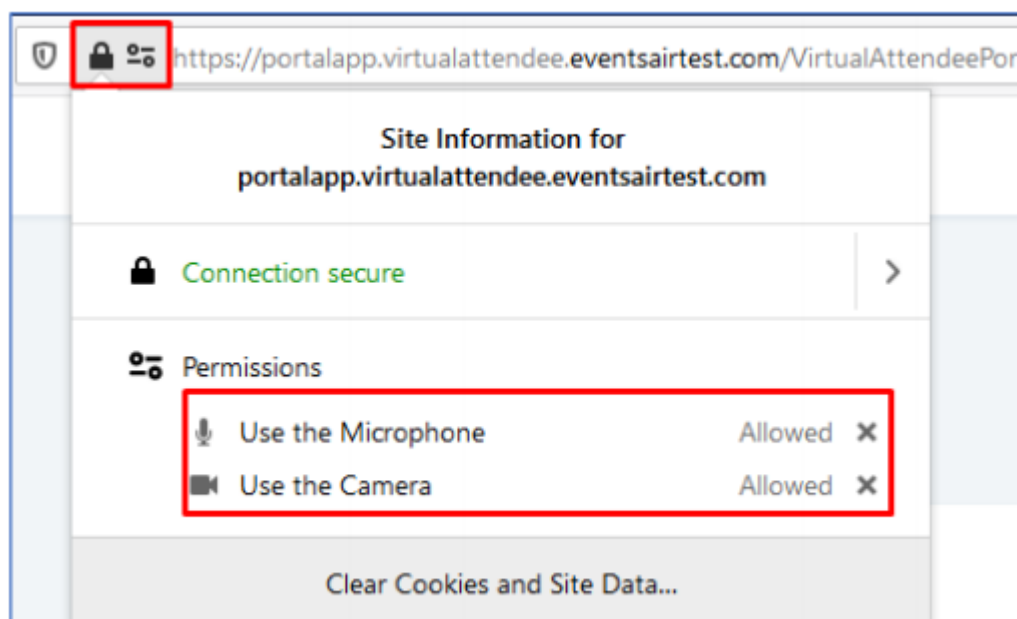 https://portalapp.virtualattendee.eventsairtest.com/VirtualAttendeePor
Site Information for
portalapp.virtualattendee.eventsairtest.com
Connection secure
Permissions
Use the Microphone Allowed
Use the Camera Allowed
Clear Cookies and Site Data...